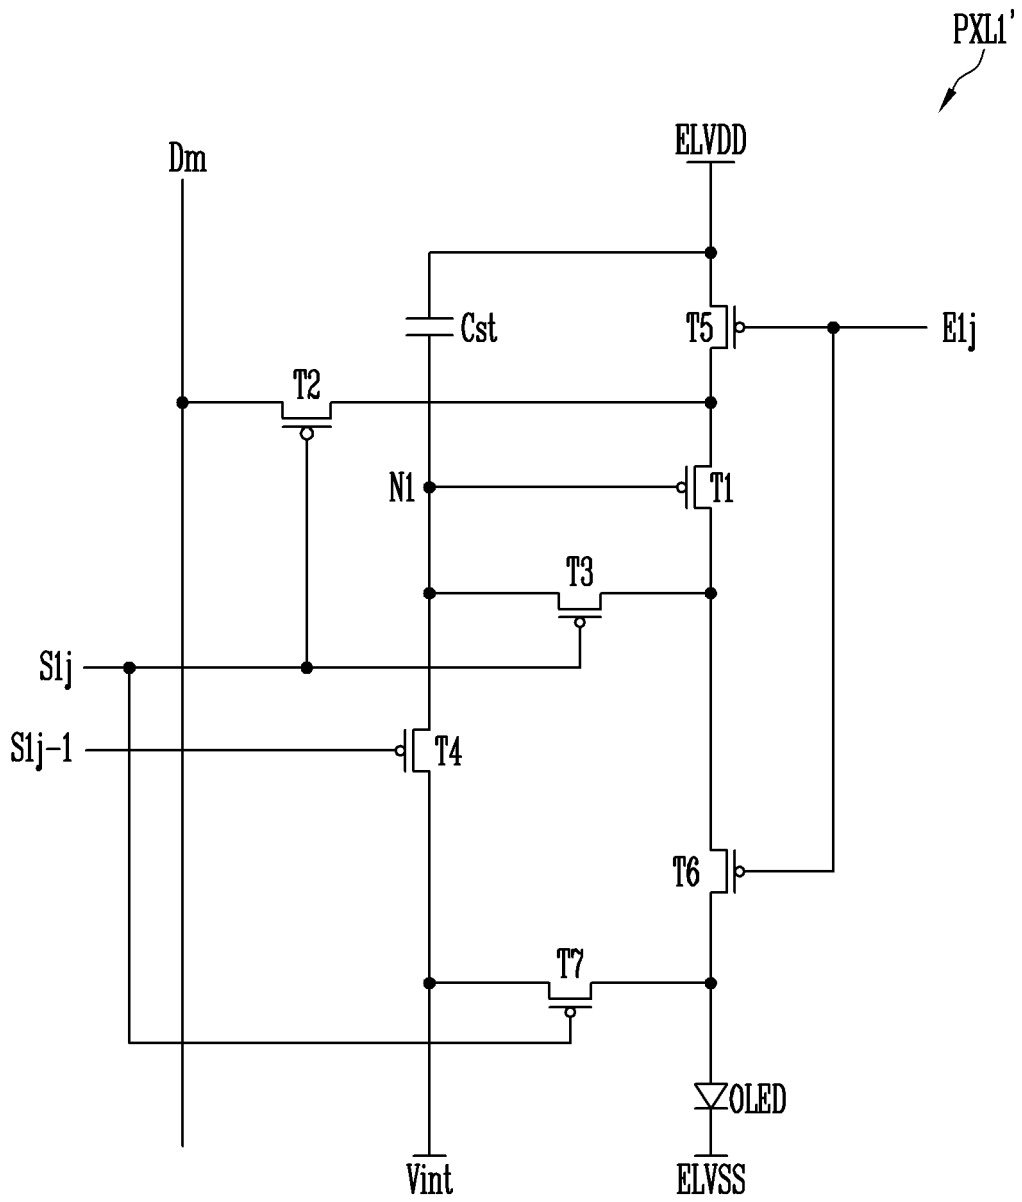 PXL1'
ELVDD
Dm
T5
E1j
Cst
T2
N1
T1
T3
S1j
S1j-1
T4
T6
T7
OLED
Vint
ELVSS